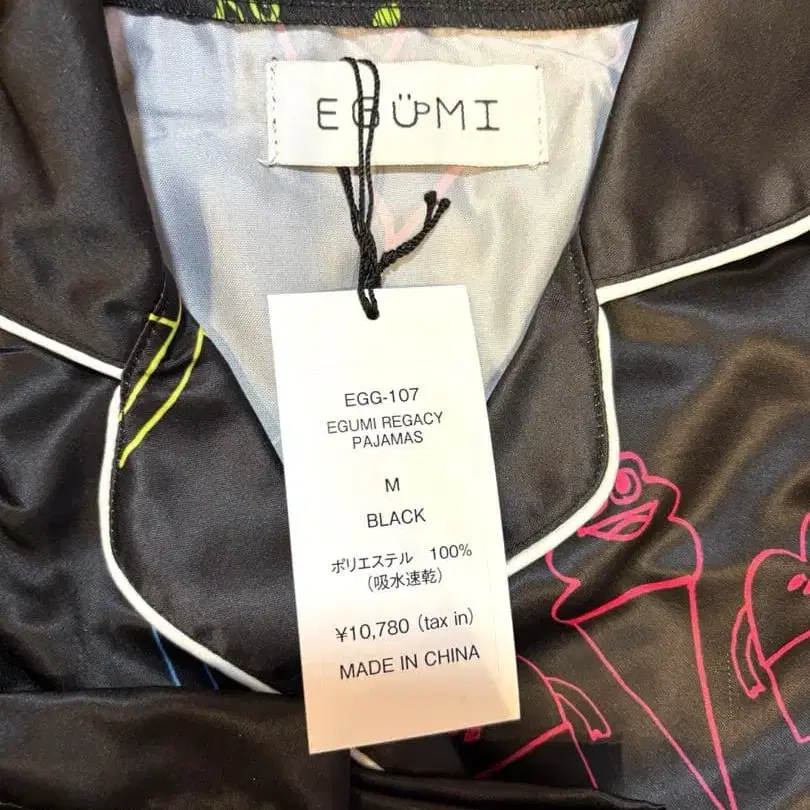 EGUMI
EGG-107
EGUMI REGACY
PAJAMAS
M
BLACK
ポリエステル 100%
(吸水速乾)
¥10,780 (tax in)
MADE IN CHINA